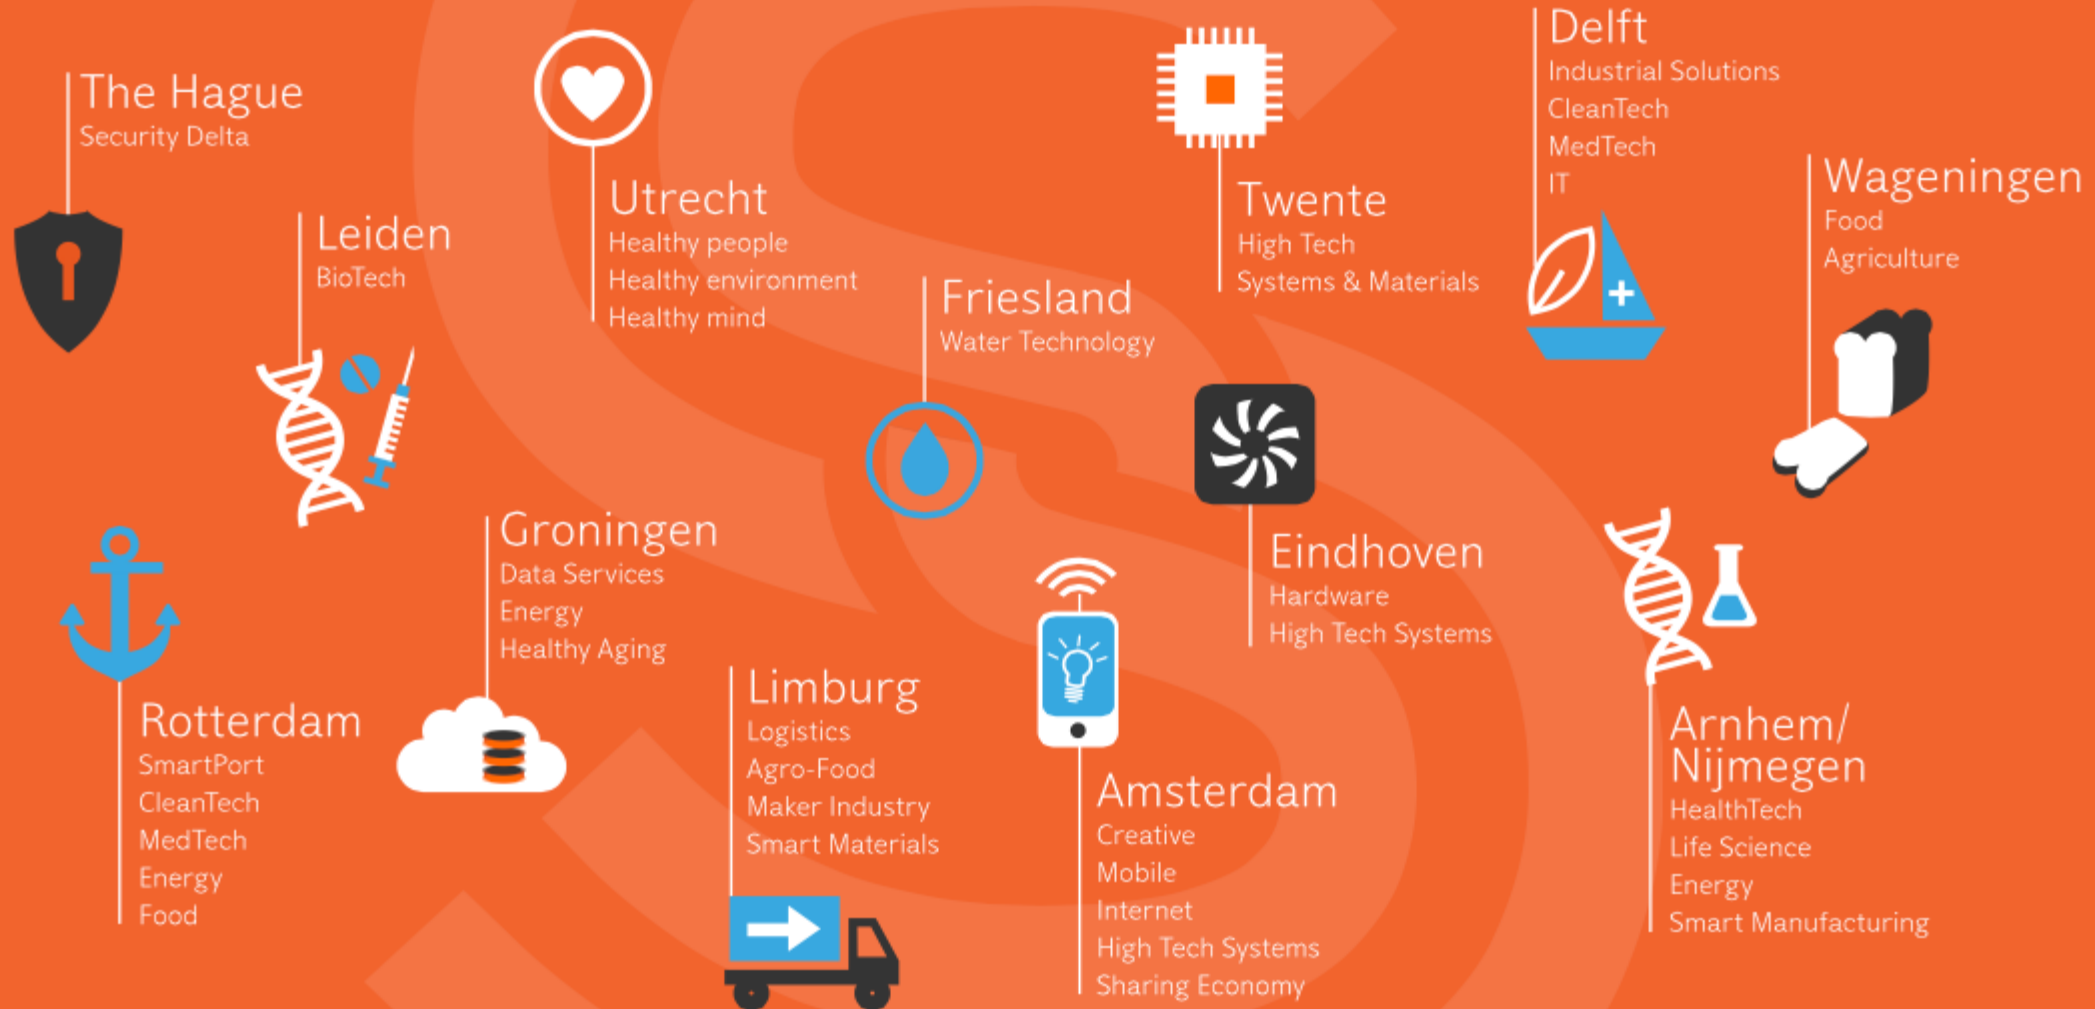 The Hague
Security Delta
Leiden
BioTech
Utrecht
Healthy people
Healthy environment
Healthy mind
Friesland
Water Technology
Twente
High Tech
Systems & Materials
Delft
Industrial Solutions
CleanTech
MedTech
IT
Wageningen
Food
Agriculture
Rotterdam
SmartPort
CleanTech
MedTech
Energy
Food
Groningen
Data Services
Energy
Healthy Aging
Limburg
Logistics
Agro-Food
Maker Industry
Smart Materials
Amsterdam
Creative
Mobile
Internet
High Tech Systems
Sharing Economy
Eindhoven
Hardware
High Tech Systems
Arnhem/
Nijmegen
HealthTech
Life Science
Energy
Smart Manufacturing